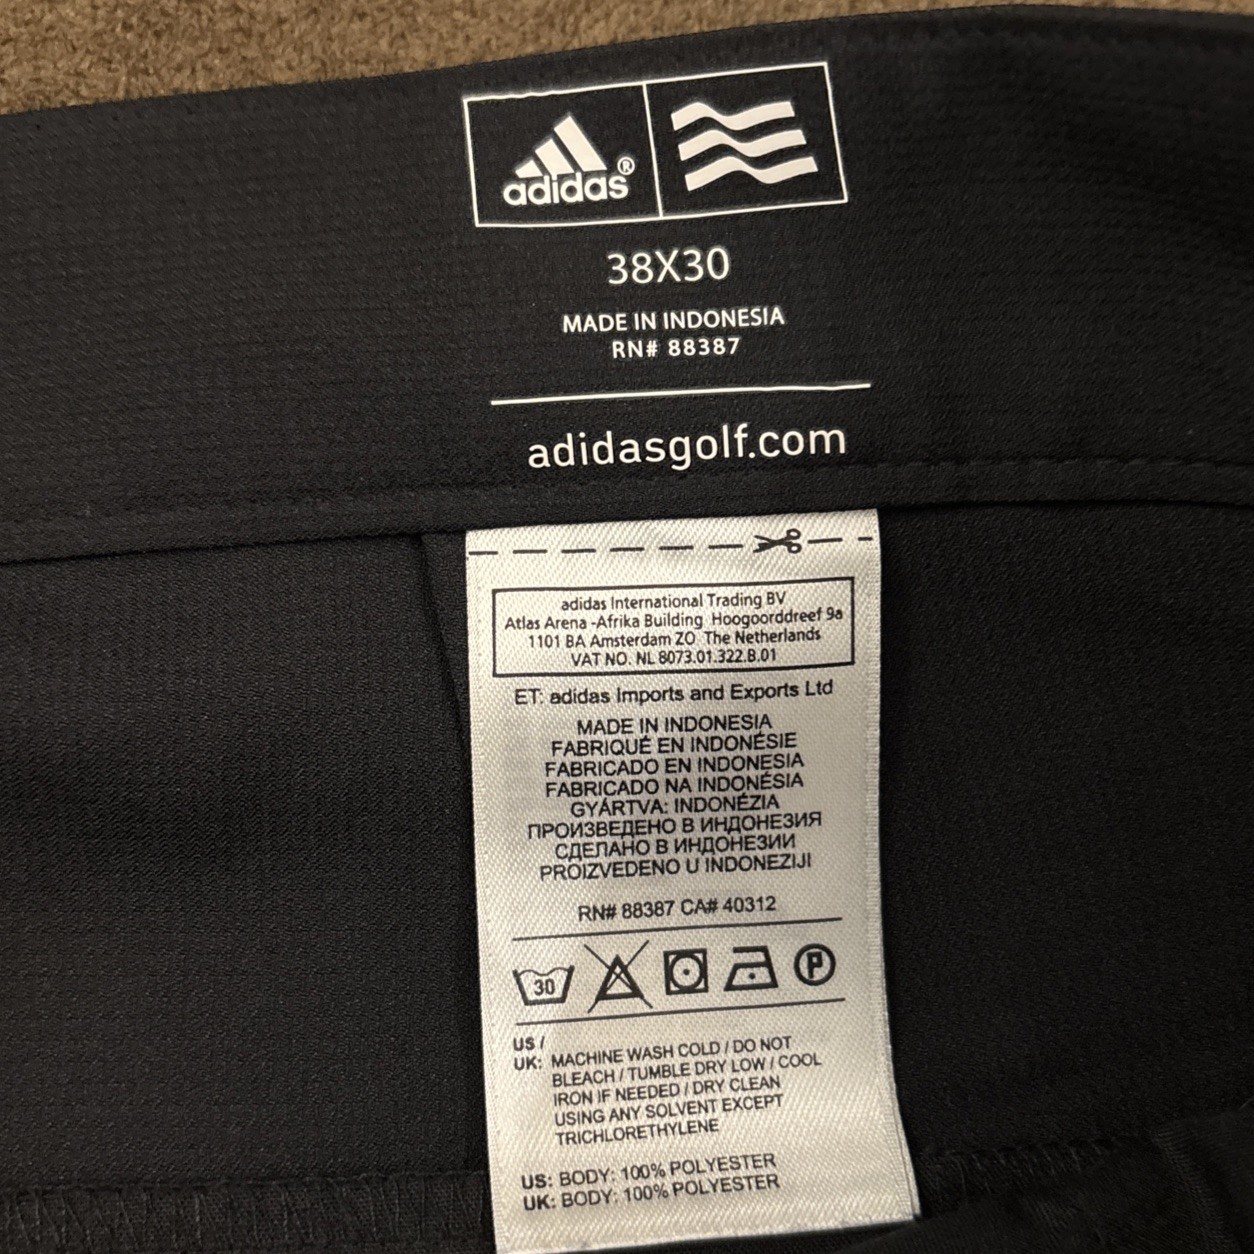 adidas®
38X30
MADE IN INDONESIA
RN# 88387
adidasgolf.com
adidas International Trading BV
Atlas Arena -Afrika Building Hoogoorddreef 9a
1101 BA Amsterdam ZO The Netherlands
VAT NO. NL 8073.01.322.B.01
ET: adidas Imports and Exports Ltd
MADE IN INDONESIA
FABRIQUÉ EN INDONÉSIE
FABRICADO EN INDONESIA
FABRICADO NA INDONÉSIA
GYÁRTVA: INDONÉZIA
ПРОИЗВЕДЕНО В ИНДОНЕЗИЯ
СДЕЛАНО В ИНДОНЕЗИИ
PROIZVEDENO U INDONEZIJI
RN# 88387 CA# 40312
30 P
US /
UK: MACHINE WASH COLD / DO NOT
BLEACH / TUMBLE DRY LOW / COOL
IRON IF NEEDED / DRY CLEAN
USING ANY SOLVENT EXCEPT
TRICHLORETHYLENE
US: BODY: 100% POLYESTER
UK: BODY: 100% POLYESTER